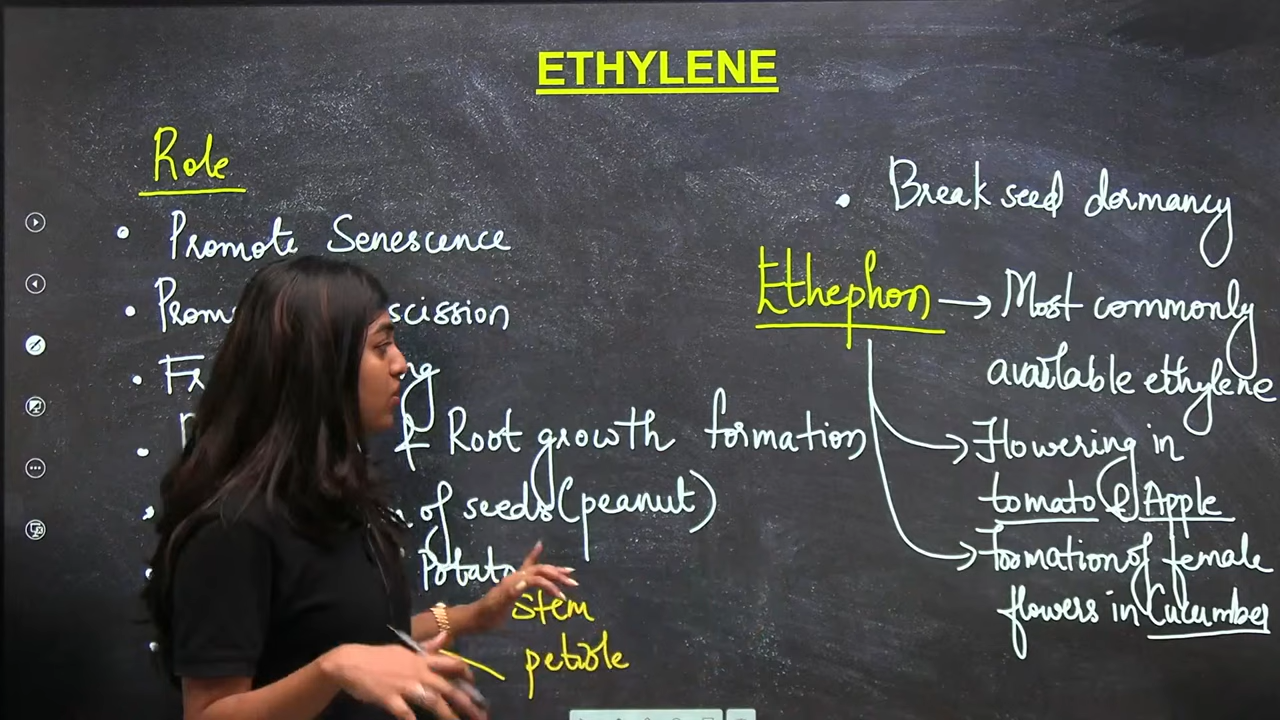 ETHYLENE
Role
• Promote Senescence
• Prom scission
• Fr ng
• & Root growth formation
• of seeds (peanut)
Potato
Stem
petiole
• Break seed dormancy
Ethephon → Most commonly
available ethylene
→ Flowering in
tomato & Apple
→ Formation of female
flowers in Cucumber